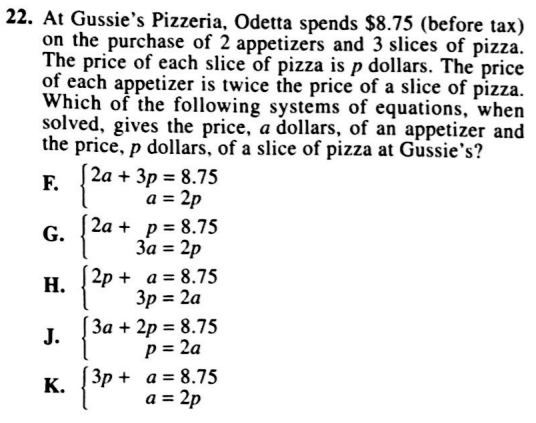 22. At Gussie's Pizzeria, Odetta spends $8.75 (before tax)
on the purchase of 2 appetizers and 3 slices of pizza.
The price of each slice of pizza is p dollars. The price
of each appetizer is twice the price of a slice of pizza.
Which of the following systems of equations, when
solved, gives the price, a dollars, of an appetizer and
the price, p dollars, of a slice of pizza at Gussie's?
F. { 2a + 3p = 8.75
a = 2p
G. { 2a + p = 8.75
3a = 2p
H. { 2p + a = 8.75
3p = 2a
J. { 3a + 2p = 8.75
p = 2a
K. { 3p + a = 8.75
a = 2p